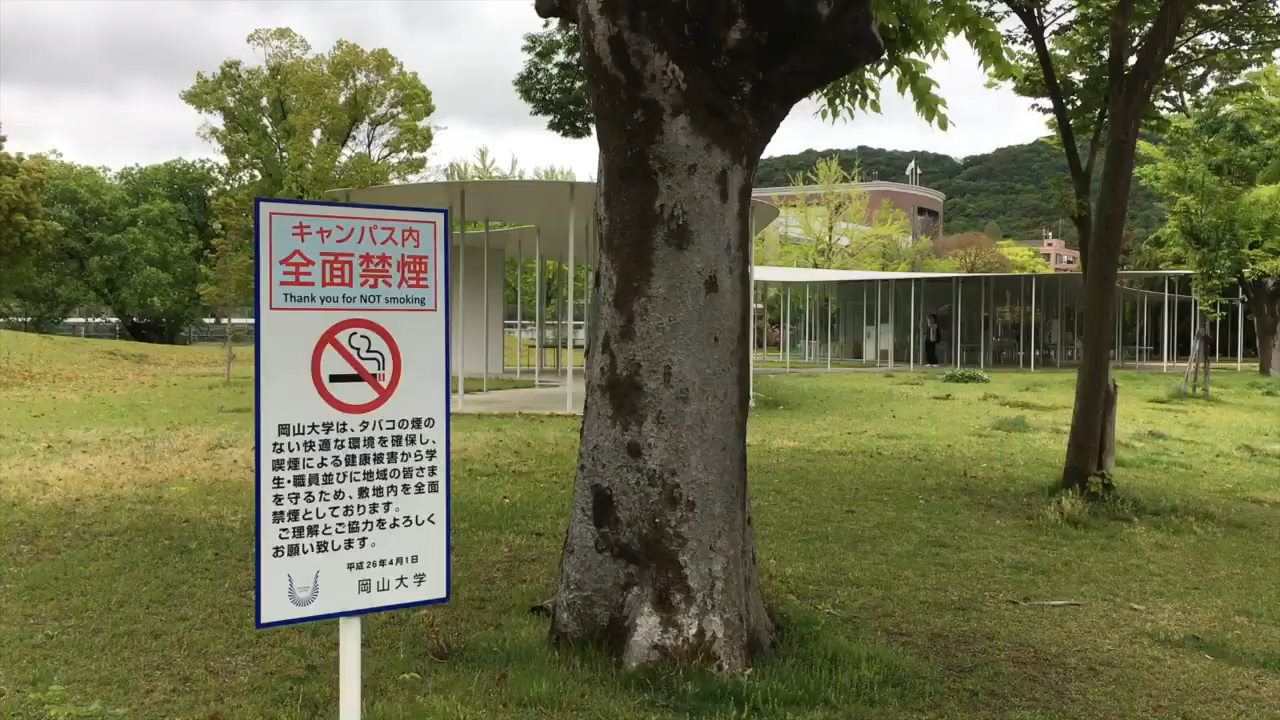 キャンパス内
全面禁煙
Thank you for NOT smoking
岡山大学は、タバコの煙の
ない快適な環境を確保し、
喫煙による健康被害から学
生・職員並びに地域の皆さま
を守るため、敷地内を全面
禁煙としております。
ご理解とご協力をよろしく
お願い致します。
平成26年4月1日
岡山大学